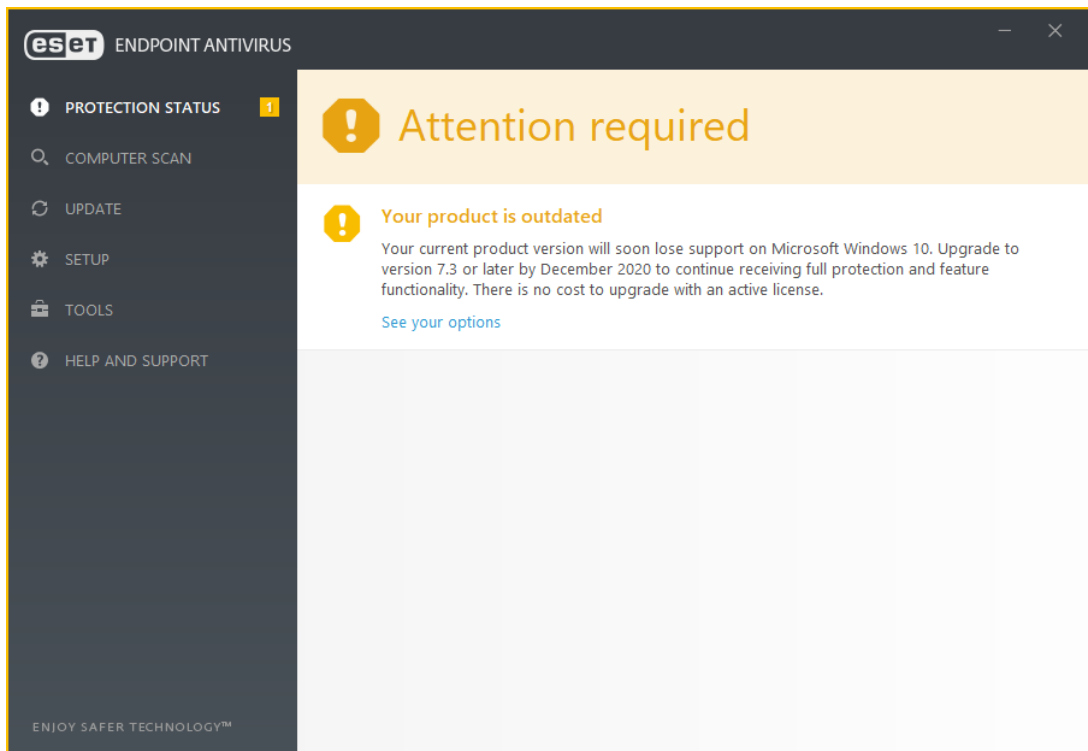 eset ENDPOINT ANTIVIRUS
PROTECTION STATUS 1
COMPUTER SCAN
UPDATE
SETUP
TOOLS
HELP AND SUPPORT
ENJOY SAFER TECHNOLOGY™
Attention required
Your product is outdated
Your current product version will soon lose support on Microsoft Windows 10. Upgrade to
version 7.3 or later by December 2020 to continue receiving full protection and feature
functionality. There is no cost to upgrade with an active license.
See your options